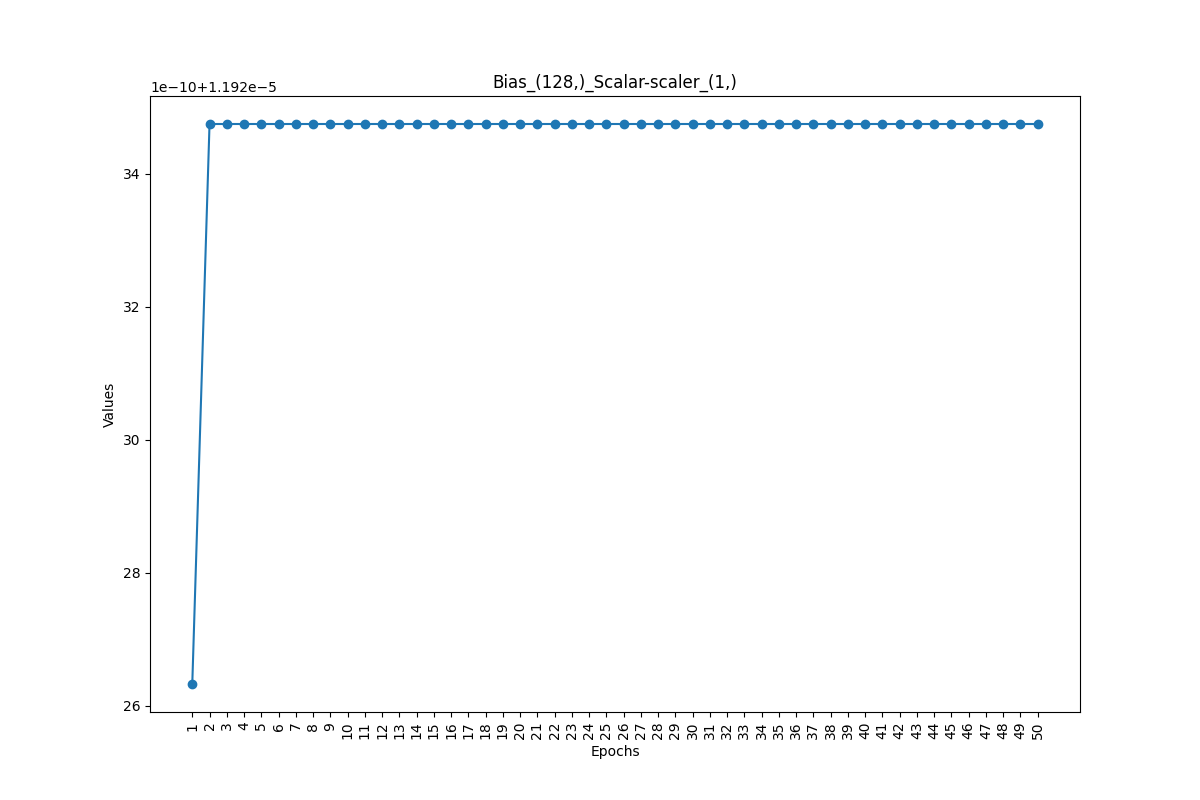 Bias_(128,)_Scalar-scaler_(1,)
1e−10+1.192e−5
34
32
30
28
26
Values
1 2 3 4 5 6 7 8 9 10 11 12 13 14 15 16 17 18 19 20 21 22 23 24 25 26 27 28 29 30 31 32 33 34 35 36 37 38 39 40 41 42 43 44 45 46 47 48 49 50
Epochs